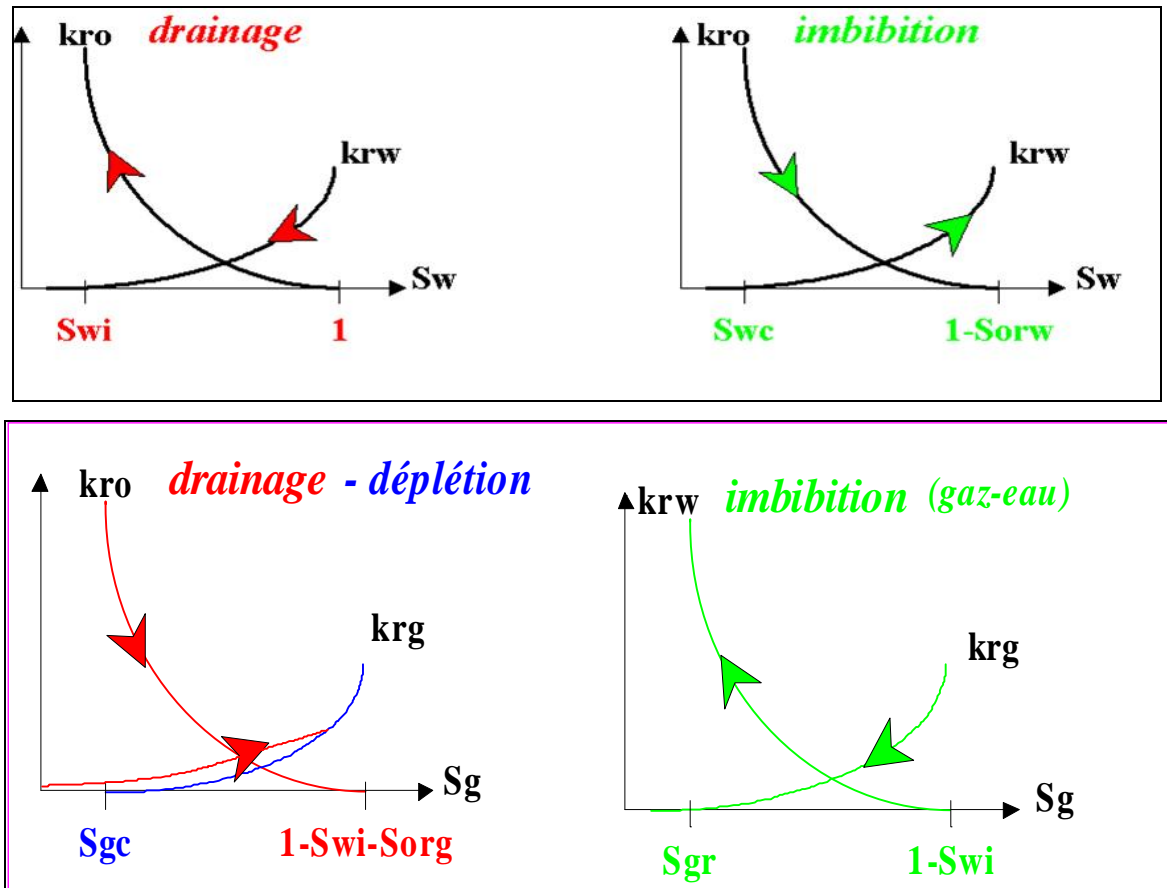 kro drainage
krw
Sw
Swi 1
kro imbibition
krw
Sw
Swc 1-Sorw
kro drainage - déplétion
krg
Sg
Sgc 1-Swi-Sorg
krw imbibition (gaz-eau)
krg
Sg
Sgr 1-Swi